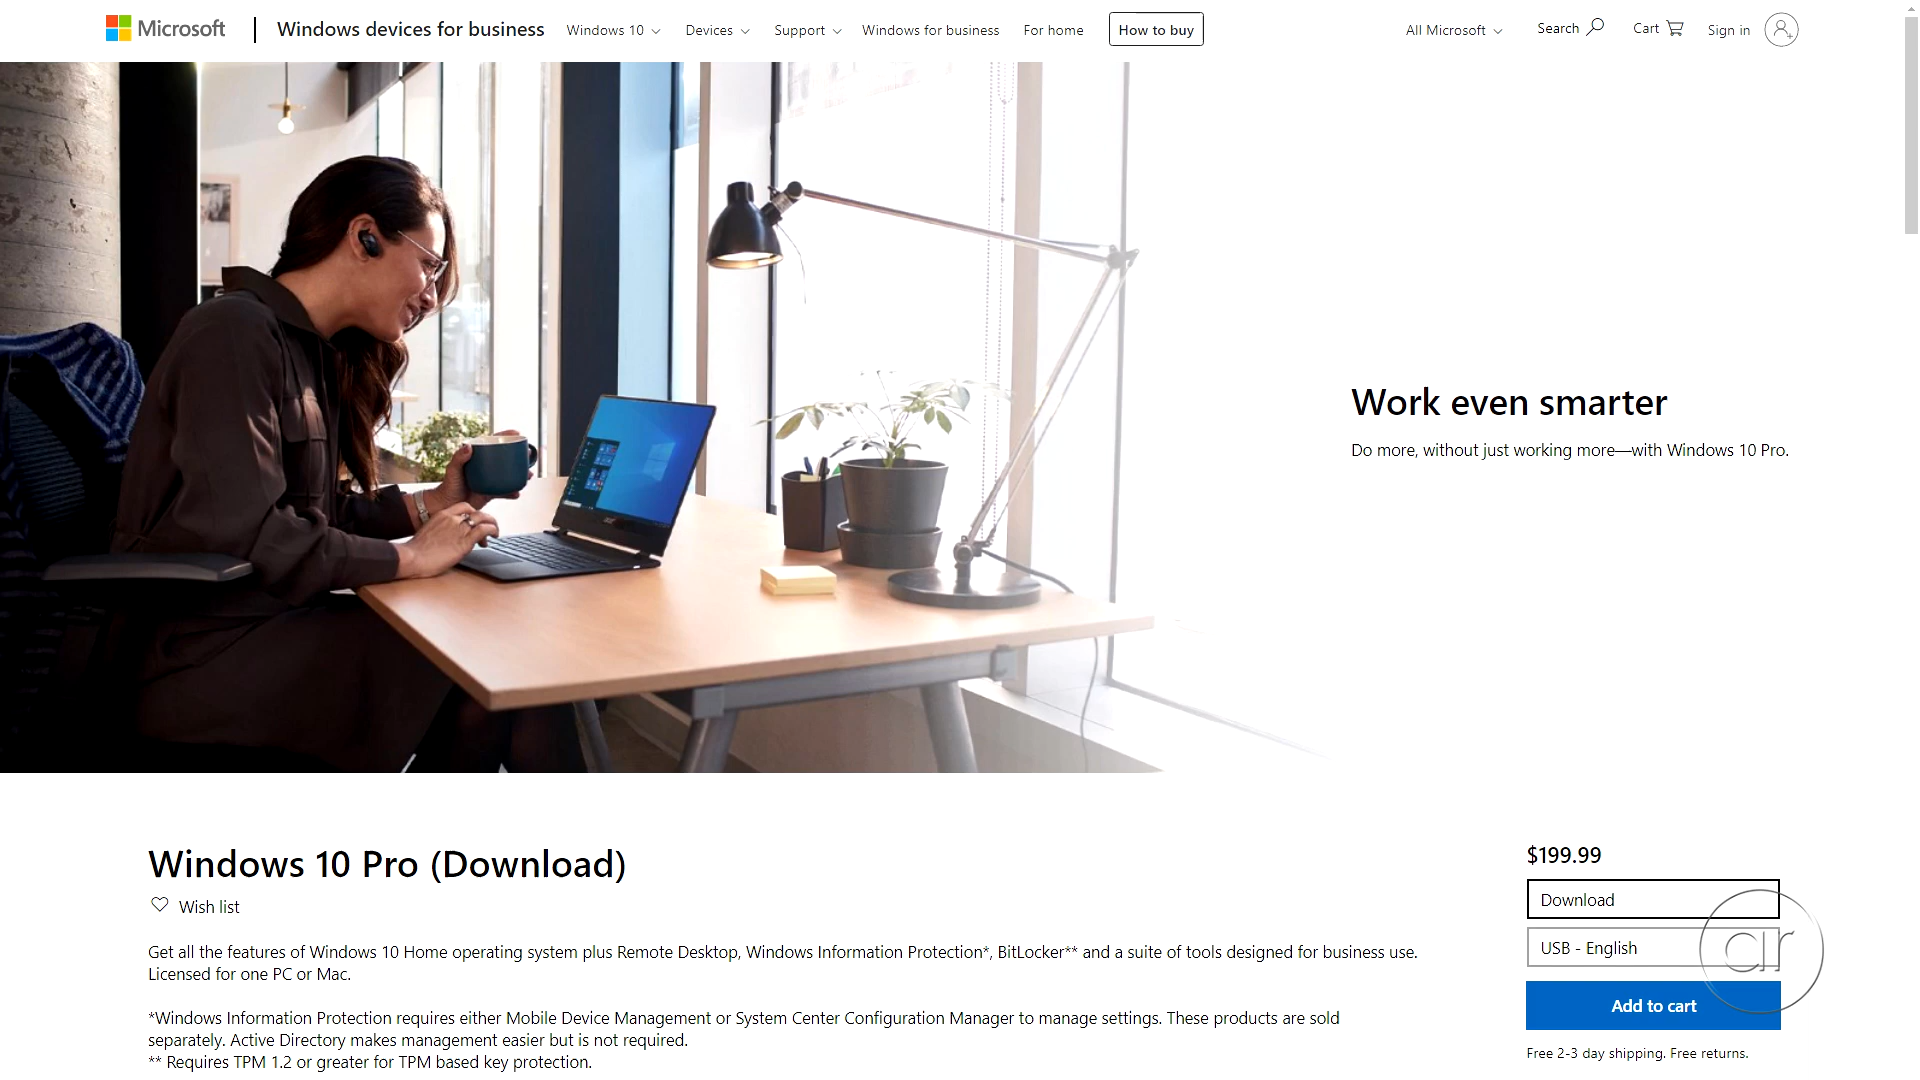 Microsoft
Windows devices for business
Windows 10
Devices
Support
Windows for business
For home
How to buy
All Microsoft
Search
Cart
Sign in
Work even smarter
Do more, without just working more—with Windows 10 Pro.
Windows 10 Pro (Download)
Wish list
Get all the features of Windows 10 Home operating system plus Remote Desktop, Windows Information Protection*, BitLocker** and a suite of tools designed for business use.
Licensed for one PC or Mac.
*Windows Information Protection requires either Mobile Device Management or System Center Configuration Manager to manage settings. These products are sold
separately. Active Directory makes management easier but is not required.
** Requires TPM 1.2 or greater for TPM based key protection.
$199.99
Download
USB - English
Add to cart
Free 2-3 day shipping. Free returns.